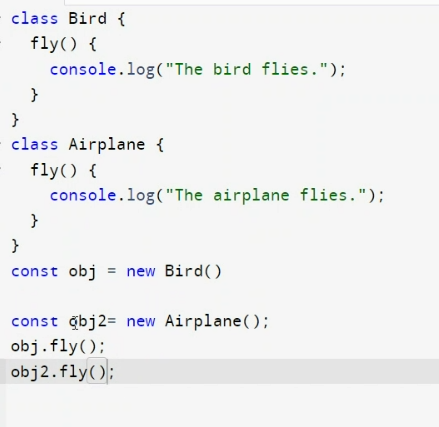 class Bird {
  fly() {
    console.log("The bird flies.");
  }
}
class Airplane {
  fly() {
    console.log("The airplane flies.");
  }
}
const obj = new Bird()
const obj2= new Airplane();
obj.fly();
obj2.fly();